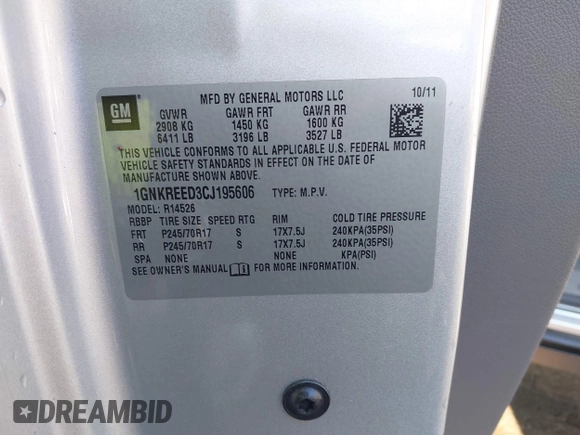 GM
MFD BY GENERAL MOTORS LLC 10/11
GVWR GAWR FRT GAWR RR
2908 KG 1450 KG 1600 KG
6411 LB 3196 LB 3527 LB
THIS VEHICLE CONFORMS TO ALL APPLICABLE U.S. FEDERAL MOTOR
VEHICLE SAFETY STANDARDS IN EFFECT ON THE DATE OF
MANUFACTURE SHOWN ABOVE.
1GNKREED3CJ195606 TYPE: M.P.V.
MODEL: R14526
RBBP TIRE SIZE SPEED RTG RIM COLD TIRE PRESSURE
FRT P245/70R17 S 17X7.5J 240KPA(35PSI)
RR P245/70R17 S 17X7.5J 240KPA(35PSI)
SPA NONE NONE KPA(PSI)
SEE OWNER'S MANUAL FOR MORE INFORMATION.
DREAMBID